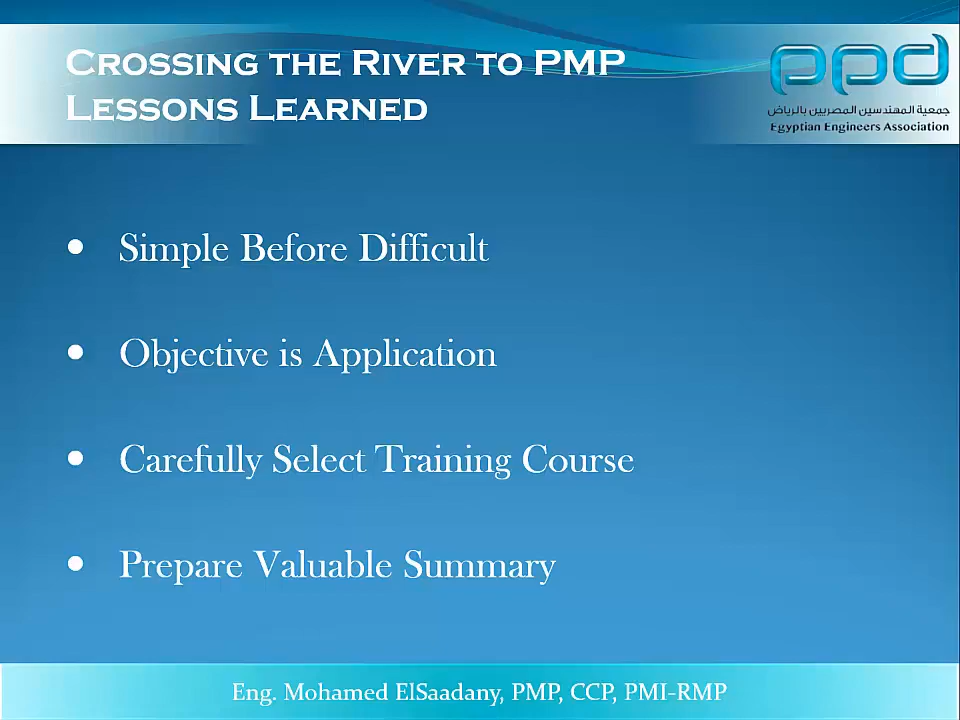 Crossing the River to PMP
Lessons Learned
ppd
جمعية المهندسين المصريين بالرياض
Egyptian Engineers Association
• Simple Before Difficult
• Objective is Application
• Carefully Select Training Course
• Prepare Valuable Summary
Eng. Mohamed ElSaadany, PMP, CCP, PMI-RMP